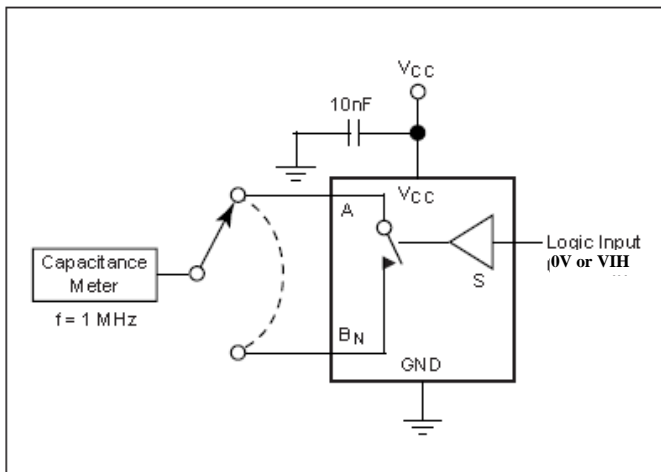 VCC
10nF
VCC
A
Capacitance
Meter
f = 1 MHz
S
Logic Input
(0V or VIH
BN
GND